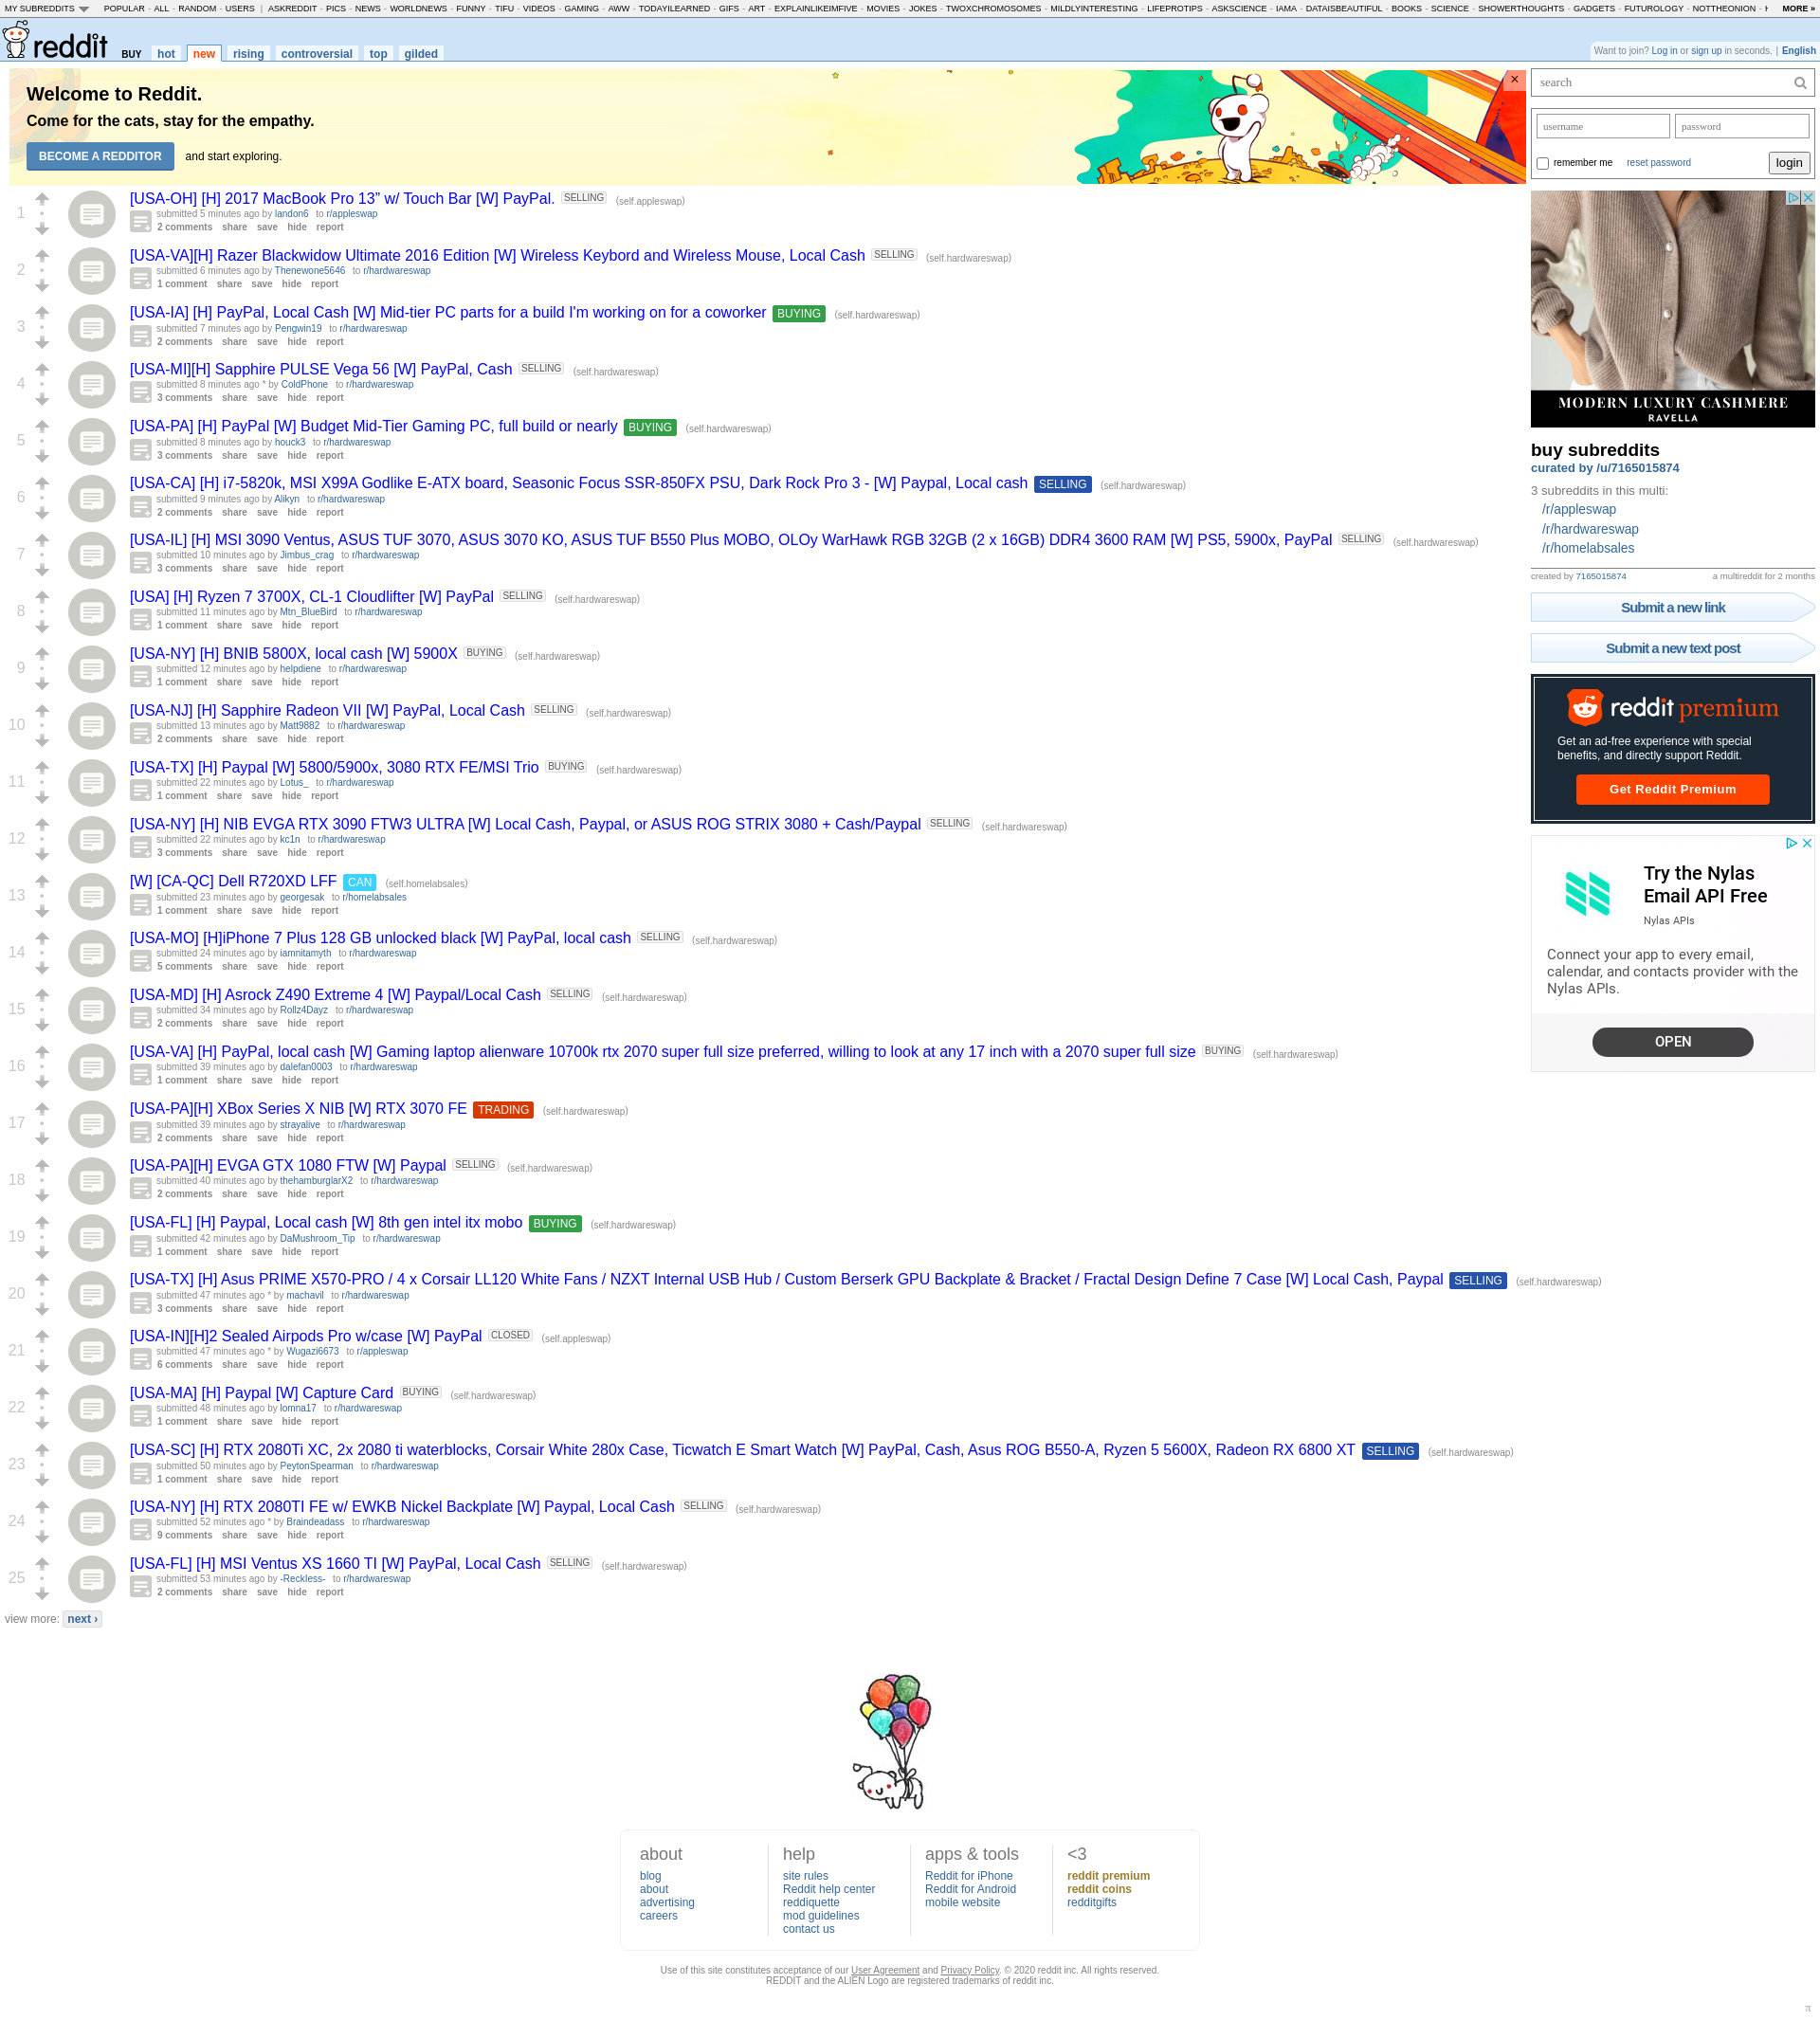 MY SUBREDDITS POPULAR - ALL - RANDOM - USERS | ASKREDDIT - PICS - NEWS - WORLDNEWS - FUNNY - TIFU - VIDEOS - GAMING - AWW - TODAYILEARNED - GIFS - ART - EXPLAINLIKEIMFIVE - MOVIES - JOKES - TWOXCHROMOSOMES - MILDLYINTERESTING - LIFEPROTIPS - ASKSCIENCE - IAMA - DATAISBEAUTIFUL - BOOKS - SCIENCE - SHOWERTHOUGHTS - GADGETS - FUTUROLOGY - NOTTHEONION - MORE »
reddit BUY hot new rising controversial top gilded
Want to join? Log in or sign up in seconds. | English
Welcome to Reddit.
Come for the cats, stay for the empathy.
BECOME A REDDITOR and start exploring.
×
1
[USA-OH] [H] 2017 MacBook Pro 13” w/ Touch Bar [W] PayPal. SELLING (self.appleswap)
submitted 5 minutes ago by landon6 to r/appleswap
2 comments share save hide report
2
[USA-VA][H] Razer Blackwidow Ultimate 2016 Edition [W] Wireless Keybord and Wireless Mouse, Local Cash SELLING (self.hardwareswap)
submitted 6 minutes ago by Thenewone5646 to r/hardwareswap
1 comment share save hide report
3
[USA-IA] [H] PayPal, Local Cash [W] Mid-tier PC parts for a build I'm working on for a coworker BUYING (self.hardwareswap)
submitted 7 minutes ago by Pengwin19 to r/hardwareswap
2 comments share save hide report
4
[USA-MI][H] Sapphire PULSE Vega 56 [W] PayPal, Cash SELLING (self.hardwareswap)
submitted 8 minutes ago * by ColdPhone to r/hardwareswap
3 comments share save hide report
5
[USA-PA] [H] PayPal [W] Budget Mid-Tier Gaming PC, full build or nearly BUYING (self.hardwareswap)
submitted 8 minutes ago by houck3 to r/hardwareswap
3 comments share save hide report
6
[USA-CA] [H] i7-5820k, MSI X99A Godlike E-ATX board, Seasonic Focus SSR-850FX PSU, Dark Rock Pro 3 - [W] Paypal, Local cash SELLING (self.hardwareswap)
submitted 9 minutes ago by Alikyn to r/hardwareswap
2 comments share save hide report
7
[USA-IL] [H] MSI 3090 Ventus, ASUS TUF 3070, ASUS 3070 KO, ASUS TUF B550 Plus MOBO, OLOy WarHawk RGB 32GB (2 x 16GB) DDR4 3600 RAM [W] PS5, 5900x, PayPal SELLING (self.hardwareswap)
submitted 10 minutes ago by Jimbus_crag to r/hardwareswap
3 comments share save hide report
8
[USA] [H] Ryzen 7 3700X, CL-1 Cloudlifter [W] PayPal SELLING (self.hardwareswap)
submitted 11 minutes ago by Mtn_BlueBird to r/hardwareswap
1 comment share save hide report
9
[USA-NY] [H] BNIB 5800X, local cash [W] 5900X BUYING (self.hardwareswap)
submitted 12 minutes ago by helpdiene to r/hardwareswap
1 comment share save hide report
10
[USA-NJ] [H] Sapphire Radeon VII [W] PayPal, Local Cash SELLING (self.hardwareswap)
submitted 13 minutes ago by Matt9882 to r/hardwareswap
2 comments share save hide report
11
[USA-TX] [H] Paypal [W] 5800/5900x, 3080 RTX FE/MSI Trio BUYING (self.hardwareswap)
submitted 22 minutes ago by Lotus_ to r/hardwareswap
1 comment share save hide report
12
[USA-NY] [H] NIB EVGA RTX 3090 FTW3 ULTRA [W] Local Cash, Paypal, or ASUS ROG STRIX 3080 + Cash/Paypal SELLING (self.hardwareswap)
submitted 22 minutes ago by kc1n to r/hardwareswap
3 comments share save hide report
13
[W] [CA-QC] Dell R720XD LFF CAN (self.homelabsales)
submitted 23 minutes ago by georgesak to r/homelabsales
1 comment share save hide report
14
[USA-MO] [H]iPhone 7 Plus 128 GB unlocked black [W] PayPal, local cash SELLING (self.hardwareswap)
submitted 24 minutes ago by iamnitamyth to r/hardwareswap
5 comments share save hide report
15
[USA-MD] [H] Asrock Z490 Extreme 4 [W] Paypal/Local Cash SELLING (self.hardwareswap)
submitted 34 minutes ago by Rollz4Dayz to r/hardwareswap
2 comments share save hide report
16
[USA-VA] [H] PayPal, local cash [W] Gaming laptop alienware 10700k rtx 2070 super full size preferred, willing to look at any 17 inch with a 2070 super full size BUYING (self.hardwareswap)
submitted 39 minutes ago by dalefan0003 to r/hardwareswap
1 comment share save hide report
17
[USA-PA][H] XBox Series X NIB [W] RTX 3070 FE TRADING (self.hardwareswap)
submitted 39 minutes ago by strayalive to r/hardwareswap
2 comments share save hide report
18
[USA-PA][H] EVGA GTX 1080 FTW [W] Paypal SELLING (self.hardwareswap)
submitted 40 minutes ago by thehamburglarX2 to r/hardwareswap
2 comments share save hide report
19
[USA-FL] [H] Paypal, Local cash [W] 8th gen intel itx mobo BUYING (self.hardwareswap)
submitted 42 minutes ago by DaMushroom_Tip to r/hardwareswap
1 comment share save hide report
20
[USA-TX] [H] Asus PRIME X570-PRO / 4 x Corsair LL120 White Fans / NZXT Internal USB Hub / Custom Berserk GPU Backplate & Bracket / Fractal Design Define 7 Case [W] Local Cash, Paypal SELLING (self.hardwareswap)
submitted 47 minutes ago * by machavil to r/hardwareswap
3 comments share save hide report
21
[USA-IN][H]2 Sealed Airpods Pro w/case [W] PayPal CLOSED (self.appleswap)
submitted 47 minutes ago * by Wugazi6673 to r/appleswap
6 comments share save hide report
22
[USA-MA] [H] Paypal [W] Capture Card BUYING (self.hardwareswap)
submitted 48 minutes ago by lomna17 to r/hardwareswap
1 comment share save hide report
23
[USA-SC] [H] RTX 2080Ti XC, 2x 2080 ti waterblocks, Corsair White 280x Case, Ticwatch E Smart Watch [W] PayPal, Cash, Asus ROG B550-A, Ryzen 5 5600X, Radeon RX 6800 XT SELLING (self.hardwareswap)
submitted 50 minutes ago by PeytonSpearman to r/hardwareswap
1 comment share save hide report
24
[USA-NY] [H] RTX 2080TI FE w/ EWKB Nickel Backplate [W] Paypal, Local Cash SELLING (self.hardwareswap)
submitted 52 minutes ago * by Braindeadass to r/hardwareswap
9 comments share save hide report
25
[USA-FL] [H] MSI Ventus XS 1660 TI [W] PayPal, Local Cash SELLING (self.hardwareswap)
submitted 53 minutes ago by -Reckless- to r/hardwareswap
2 comments share save hide report
view more: next ›
search
username password
remember me reset password login
MODERN LUXURY CASHMERE
RAVELLA
buy subreddits
curated by /u/7165015874
3 subreddits in this multi:
/r/appleswap
/r/hardwareswap
/r/homelabsales
created by 7165015874 a multireddit for 2 months
Submit a new link
Submit a new text post
reddit premium
Get an ad-free experience with special
benefits, and directly support Reddit.
Get Reddit Premium
Try the Nylas
Email API Free
Nylas APIs
Connect your app to every email,
calendar, and contacts provider with the
Nylas APIs.
OPEN
about
blog
about
advertising
careers
help
site rules
Reddit help center
reddiquette
mod guidelines
contact us
apps & tools
Reddit for iPhone
Reddit for Android
mobile website
<3
reddit premium
reddit coins
redditgifts
Use of this site constitutes acceptance of our User Agreement and Privacy Policy. © 2020 reddit inc. All rights reserved.
REDDIT and the ALIEN Logo are registered trademarks of reddit inc.
π